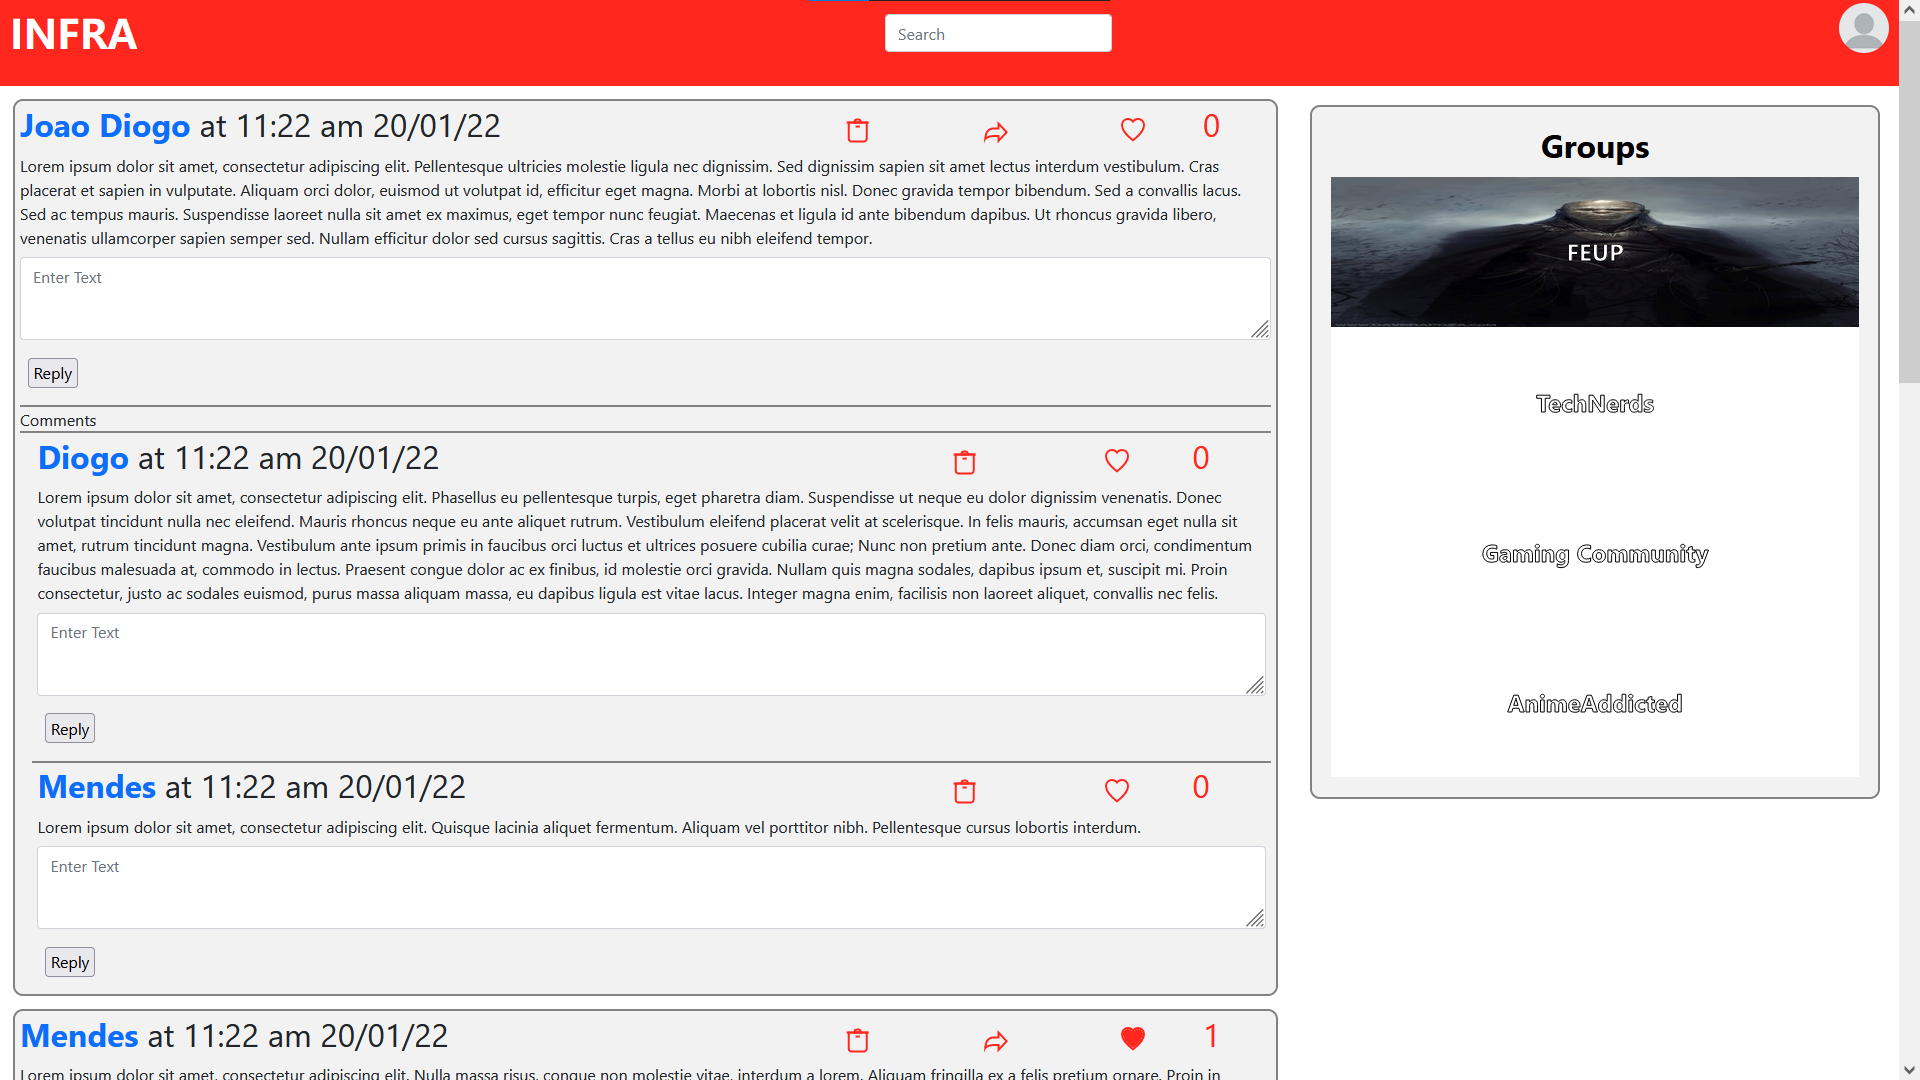 INFRA
Search
Joao Diogo at 11:22 am 20/01/22
0
Lorem ipsum dolor sit amet, consectetur adipiscing elit. Pellentesque ultricies molestie ligula nec dignissim. Sed dignissim sapien sit amet lectus interdum vestibulum. Cras
placerat et sapien in vulputate. Aliquam orci dolor, euismod ut volutpat id, efficitur eget magna. Morbi at lobortis nisl. Donec gravida tempor bibendum. Sed a convallis lacus.
Sed ac tempus mauris. Suspendisse laoreet nulla sit amet ex maximus, eget tempor nunc feugiat. Maecenas et ligula id ante bibendum dapibus. Ut rhoncus gravida libero,
venenatis ullamcorper sapien semper sed. Nullam efficitur dolor sed cursus sagittis. Cras a tellus eu nibh eleifend tempor.
Enter Text
Reply
Comments
Diogo at 11:22 am 20/01/22
0
Lorem ipsum dolor sit amet, consectetur adipiscing elit. Phasellus eu pellentesque turpis, eget pharetra diam. Suspendisse ut neque eu dolor dignissim venenatis. Donec
volutpat tincidunt nulla nec eleifend. Mauris rhoncus neque eu ante aliquet rutrum. Vestibulum eleifend placerat velit at scelerisque. In felis mauris, accumsan eget nulla sit
amet, rutrum tincidunt magna. Vestibulum ante ipsum primis in faucibus orci luctus et ultrices posuere cubilia curae; Nunc non pretium ante. Donec diam orci, condimentum
faucibus malesuada at, commodo in lectus. Praesent congue dolor ac ex finibus, id molestie orci gravida. Nullam quis magna sodales, dapibus ipsum et, suscipit mi. Proin
consectetur, justo ac sodales euismod, purus massa aliquam massa, eu dapibus ligula est vitae lacus. Integer magna enim, facilisis non laoreet aliquet, convallis nec felis.
Enter Text
Reply
Mendes at 11:22 am 20/01/22
0
Lorem ipsum dolor sit amet, consectetur adipiscing elit. Quisque lacinia aliquet fermentum. Aliquam vel porttitor nibh. Pellentesque cursus lobortis interdum.
Enter Text
Reply
Mendes at 11:22 am 20/01/22
1
Lorem ipsum dolor sit amet, consectetur adipiscing elit. Nulla massa risus, congue non molestie vitae, interdum a lorem. Aliquam fringilla ex a felis pretium ornare. Proin in
Groups
FEUP
TechNerds
Gaming Community
AnimeAddicted